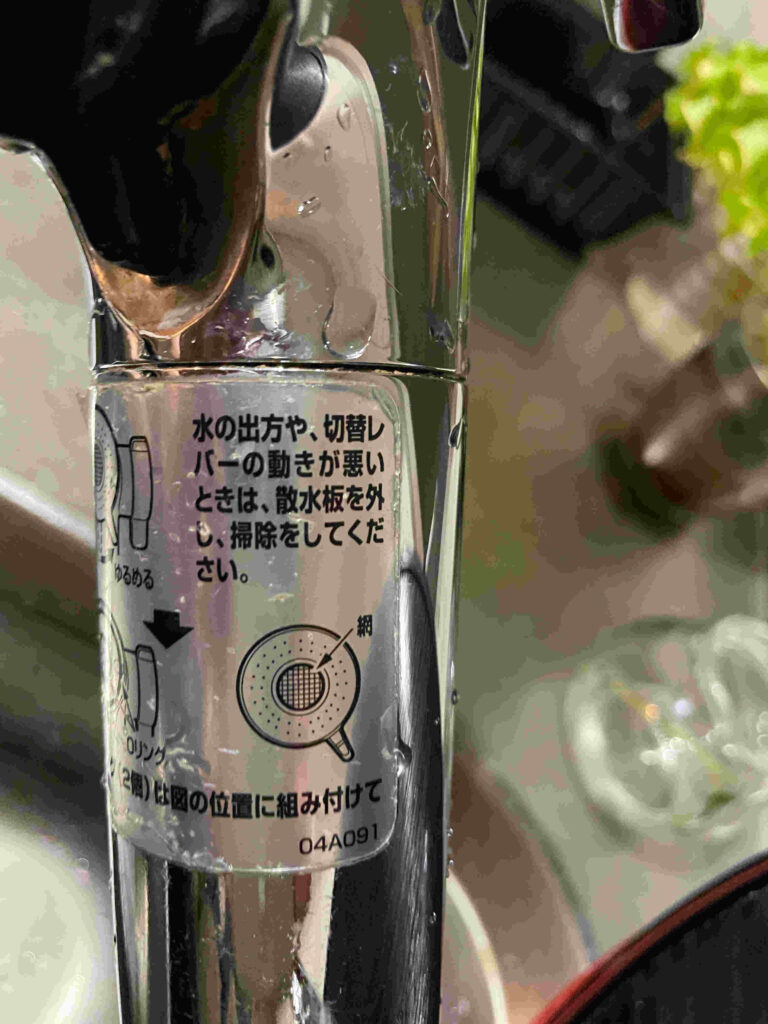 水の出方や、切替レ
バーの動きが悪い
ときは、散水板を外
し、掃除をしてくだ
さい。
ゆるめる
網
Oリング
(2個)は図の位置に組み付けて
04A091